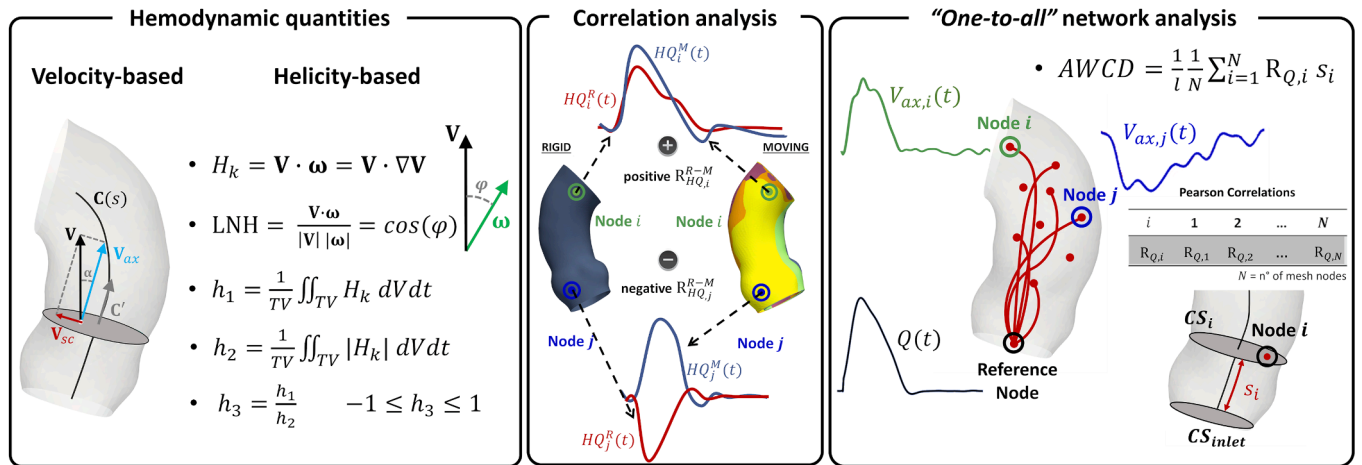 Hemodynamic quantities
Velocity-based
Helicity-based
• H_k = V · ω = V · ∇V
• LNH = V·ω / |V| |ω| = cos(φ)
• h_1 = 1/TV ∬_TV H_k dVdt
• h_2 = 1/TV ∬_TV |H_k| dVdt
• h_3 = h_1/h_2 −1 ≤ h_3 ≤ 1
C(s)
V
V_ax
α
C′
V_sc
V
φ
ω
Correlation analysis
HQ_i^M(t)
HQ_i^R(t)
RIGID
+
MOVING
positive R_HQ,i^R−M
Node i
Node i
−
negative R_HQ,j^R−M
Node j
Node j
HQ_j^M(t)
HQ_j^R(t)
“One-to-all” network analysis
• AWCD = 1/l 1/N ∑_i=1^N R_Q,i s_i
V_ax,i(t)
Node i
V_ax,j(t)
Node j
Pearson Correlations
i 1 2 ... N
R_Q,i R_Q,1 R_Q,2 ... R_Q,N
N = n° of mesh nodes
Q(t)
Reference
Node
CS_i
Node i
s_i
CS_inlet